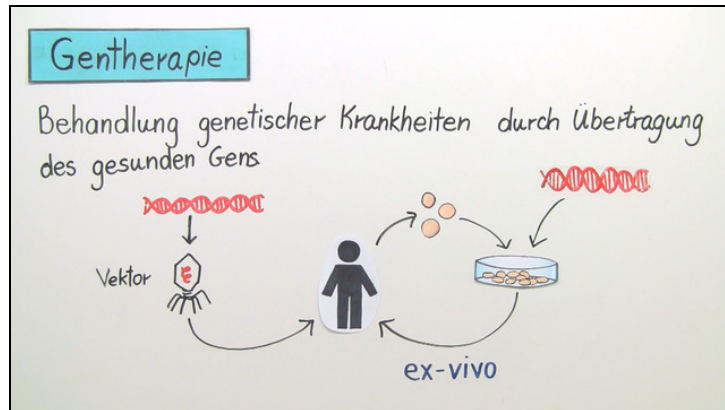 Gentherapie
Behandlung genetischer Krankheiten durch Übertragung
des gesunden Gens
Vektor
ex-vivo